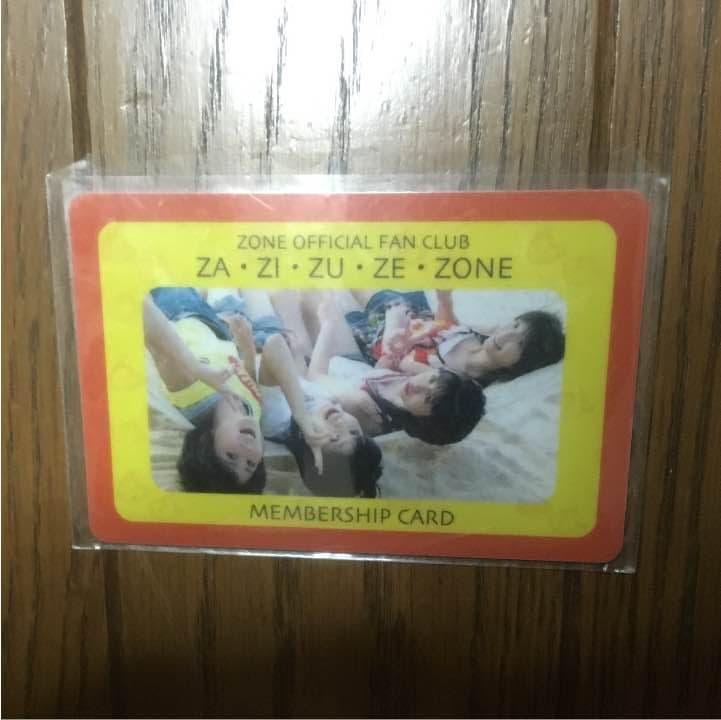 ZONE OFFICIAL FAN CLUB
ZA・ZI・ZU・ZE・ZONE
MEMBERSHIP CARD